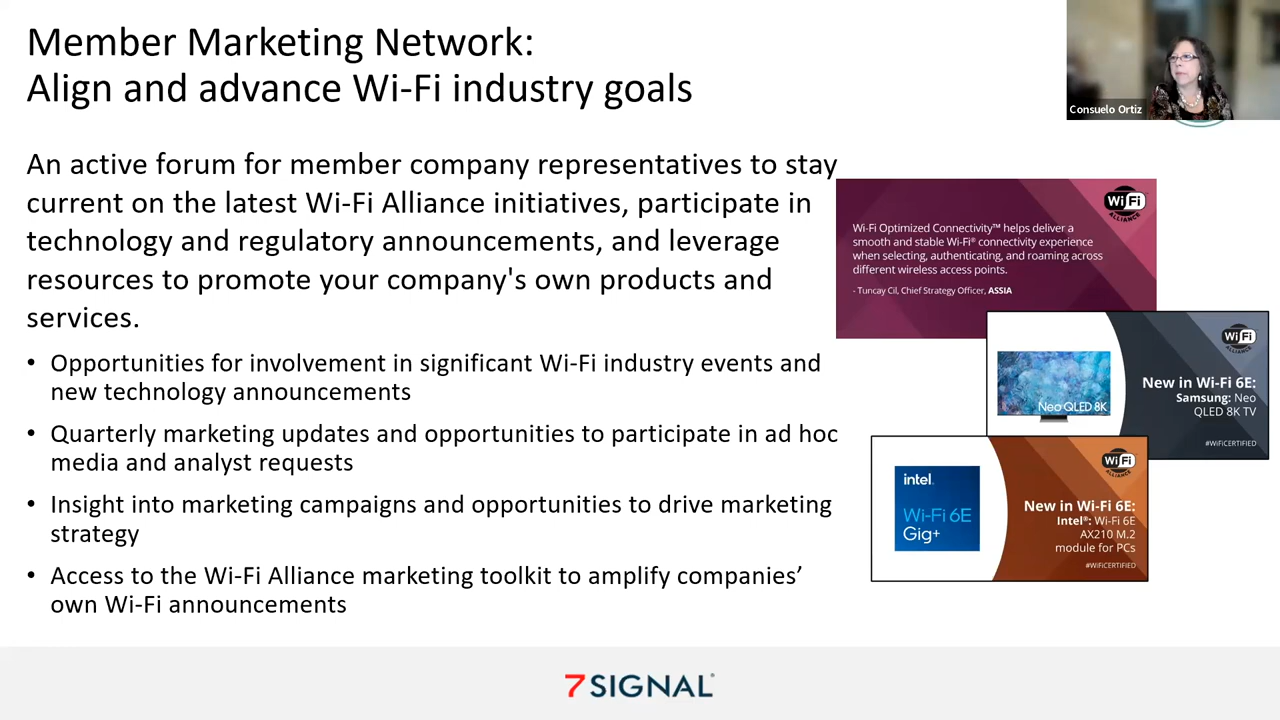 Member Marketing Network:
Align and advance Wi-Fi industry goals
Consuelo Ortiz
An active forum for member company representatives to stay
current on the latest Wi-Fi Alliance initiatives, participate in
technology and regulatory announcements, and leverage
resources to promote your company's own products and
services.
• Opportunities for involvement in significant Wi-Fi industry events and
new technology announcements
• Quarterly marketing updates and opportunities to participate in ad hoc
media and analyst requests
• Insight into marketing campaigns and opportunities to drive marketing
strategy
• Access to the Wi-Fi Alliance marketing toolkit to amplify companies’
own Wi-Fi announcements
Wi Fi
ALLIANCE
Wi-Fi Optimized Connectivity™ helps deliver a
smooth and stable Wi-Fi® connectivity experience
when selecting, authenticating, and roaming across
different wireless access points.
- Tuncay Cil, Chief Strategy Officer, ASSIA
Wi Fi
ALLIANCE
Neo QLED 8K
New in Wi-Fi 6E:
Samsung: Neo
QLED 8K TV
#WiFiCERTIFIED
Wi Fi
ALLIANCE
intel.
Wi-Fi 6E
Gig+
New in Wi-Fi 6E:
Intel®: Wi-Fi 6E
AX210 M.2
module for PCs
#WiFiCERTIFIED
7SIGNAL®